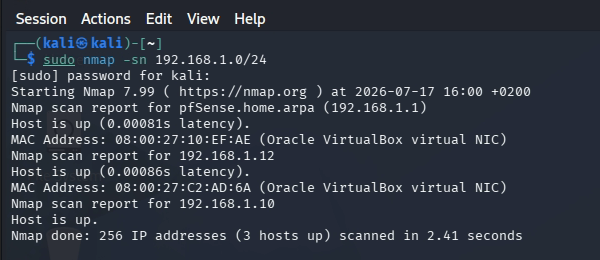 Session Actions Edit View Help
┌──(kali㉿kali)-[~]
└─$ sudo nmap -sn 192.168.1.0/24
[sudo] password for kali:
Starting Nmap 7.99 ( https://nmap.org ) at 2026-07-17 16:00 +0200
Nmap scan report for pfSense.home.arpa (192.168.1.1)
Host is up (0.00081s latency).
MAC Address: 08:00:27:10:EF:AE (Oracle VirtualBox virtual NIC)
Nmap scan report for 192.168.1.12
Host is up (0.00086s latency).
MAC Address: 08:00:27:C2:AD:6A (Oracle VirtualBox virtual NIC)
Nmap scan report for 192.168.1.10
Host is up.
Nmap done: 256 IP addresses (3 hosts up) scanned in 2.41 seconds